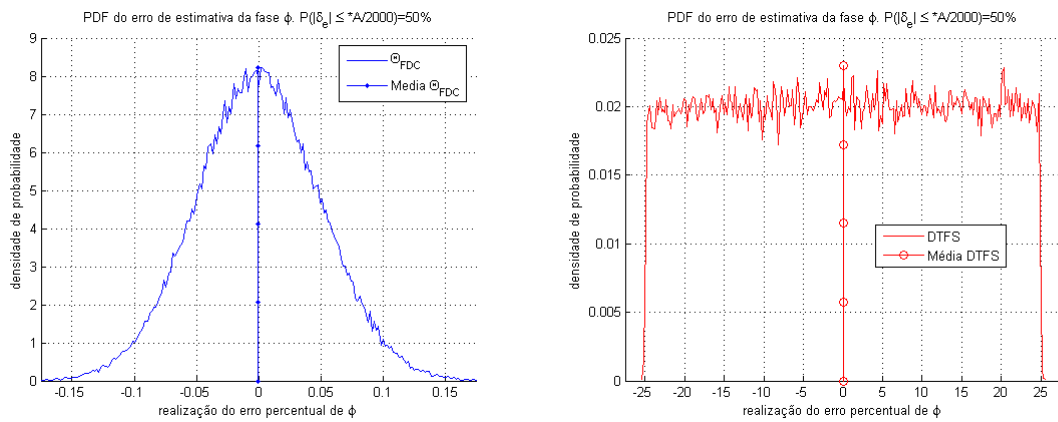 PDF do erro de estimativa da fase ϕ. P(|δe| ≤ *A/2000)=50%
9
8
7
6
5
4
3
2
1
0
densidade de probabilidade
ΘFDC
Media ΘFDC
-0.15 -0.1 -0.05 0 0.05 0.1 0.15
realização do erro percentual de ϕ
PDF do erro de estimativa da fase ϕ. P(|δe| ≤ *A/2000)=50%
0.025
0.02
0.015
0.01
0.005
0
densidade de probabilidade
DTFS
Média DTFS
-25 -20 -15 -10 -5 0 5 10 15 20 25
realização do erro percentual de ϕ